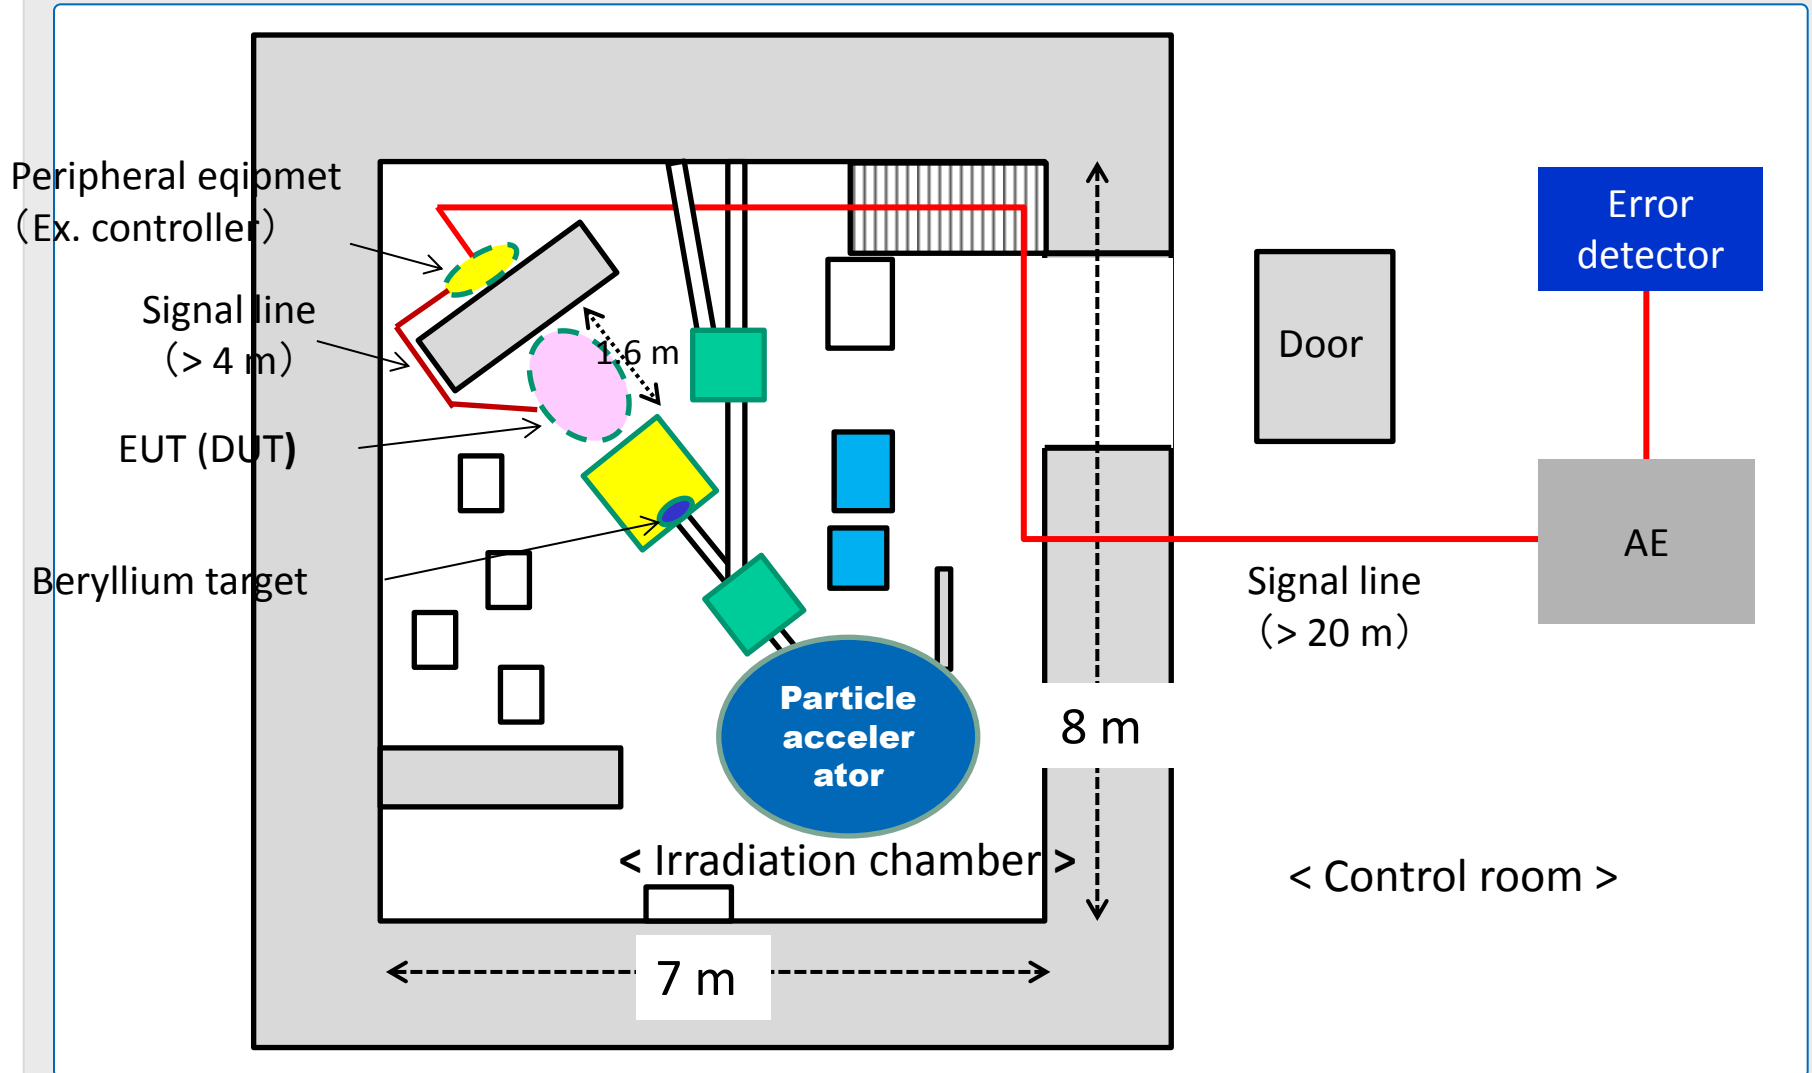 Peripheral eqipmet
（Ex. controller）
Signal line
（> 4 m）
EUT (DUT)
Beryllium target
1.6 m
Particle
acceler
ator
< Irradiation chamber >
7 m
8 m
Door
Error
detector
AE
Signal line
（> 20 m）
< Control room >